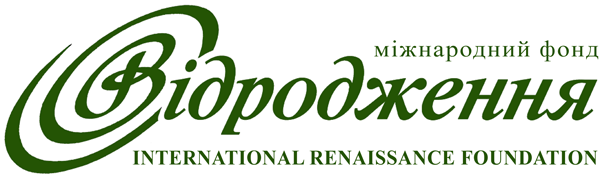 міжнародний фонд
Відродження
INTERNATIONAL RENAISSANCE FOUNDATION